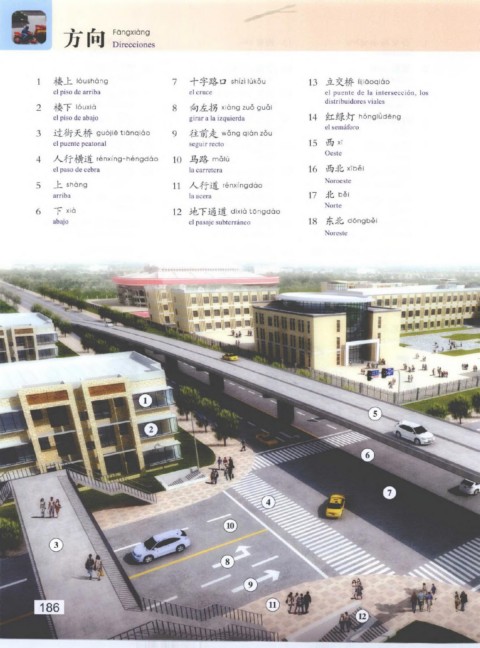 方向 Fāngxiàng
Direcciones
1 楼上 lóushàng
el piso de arriba
2 楼下 lóuxià
el piso de abajo
3 过街天桥 guòjiē tiānqiáo
el puente peatonal
4 人行横道 rénxíng-héngdào
el paso de cebra
5 上 shàng
arriba
6 下 xià
abajo
7 十字路口 shízì lùkǒu
el cruce
8 向左拐 xiàng zuǒ guǎi
girar a la izquierda
9 往前走 wǎng qián zǒu
seguir recto
10 马路 mǎlù
la carretera
11 人行道 rénxíngdào
la acera
12 地下通道 dìxià tōngdào
el pasaje subterráneo
13 立交桥 lìjiāoqiáo
el puente de la intersección, los
distribuidores viales
14 红绿灯 hónglǜdēng
el semáforo
15 西 xī
Oeste
16 西北 xīběi
Noroeste
17 北 běi
Norte
18 东北 dōngběi
Noreste
1
2
5
6
7
4
3
10
8
9
11
12
186